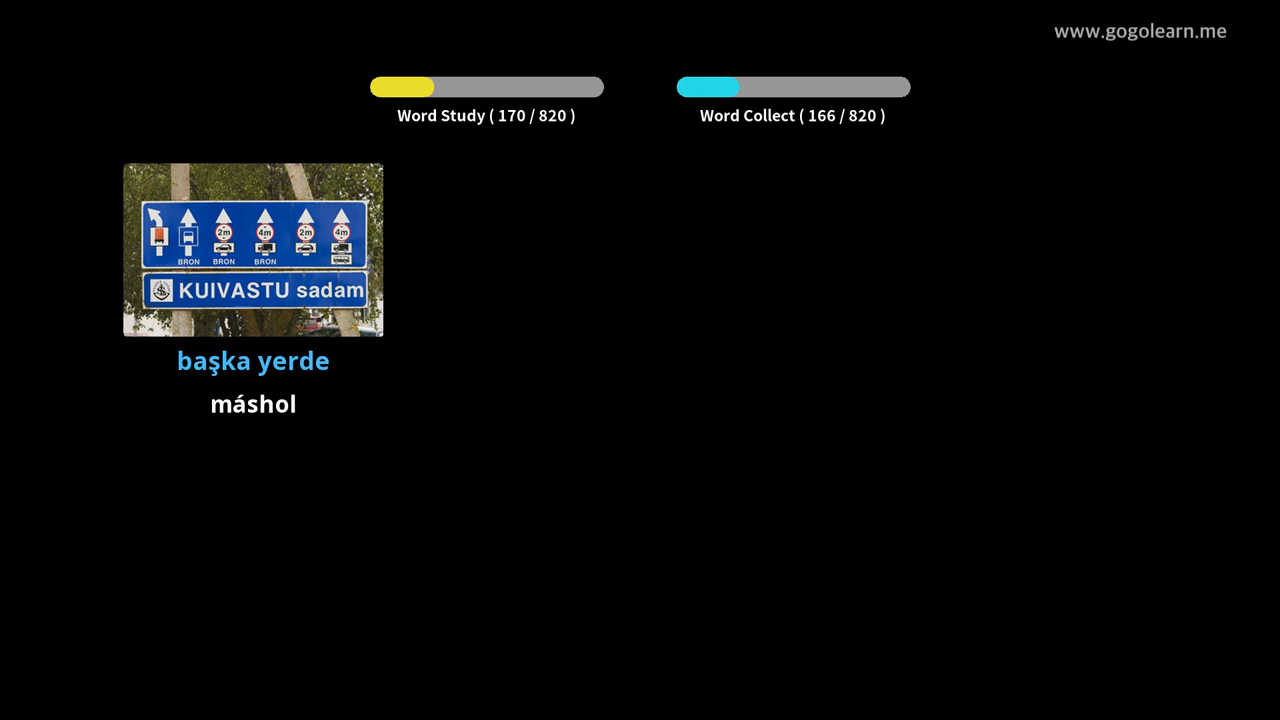 www.gogolearn.me
Word Study ( 170 / 820 )
Word Collect ( 166 / 820 )
2m
4m
2m
4m
BRON
BRON
BRON
KUIVASTU sadam
başka yerde
máshol